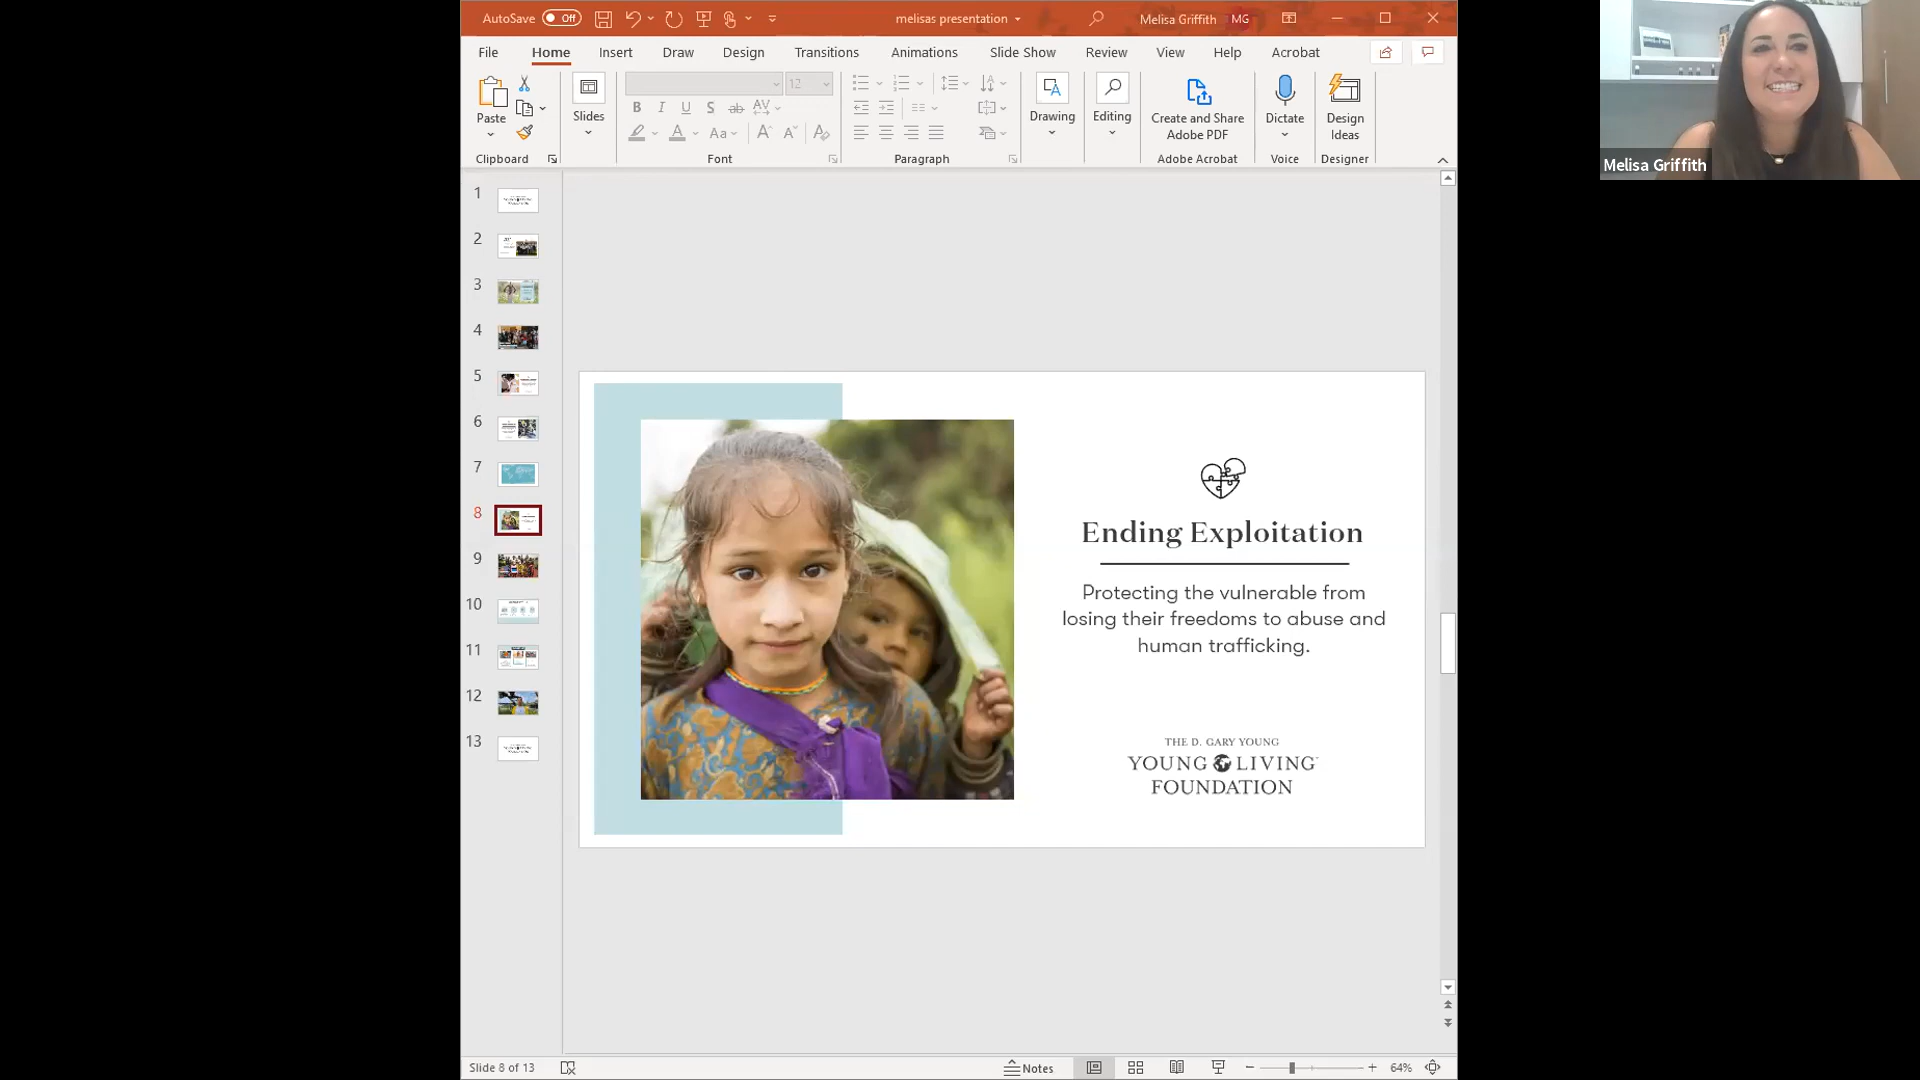 AutoSave Off
melisas presentation
Melisa Griffith MG
File Home Insert Draw Design Transitions Animations Slide Show Review View Help Acrobat
Paste
Slides
12
B I U S ab AV
Aa A A
Drawing
Editing
Create and Share
Adobe PDF
Dictate
Design
Ideas
Clipboard
Font
Paragraph
Adobe Acrobat
Voice
Designer
Melisa Griffith
1
2
3
4
5
6
7
8
9
10
11
12
13
Ending Exploitation
Protecting the vulnerable from
losing their freedoms to abuse and
human trafficking.
THE D. GARY YOUNG
YOUNG LIVING
FOUNDATION
Slide 8 of 13
Notes
64%